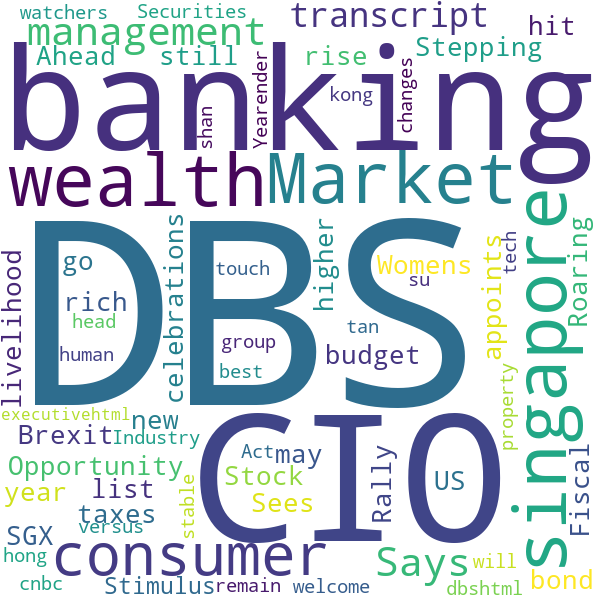 watchers
Securities
transcript
hit
management
Stepping
Ahead
still
rise
banking
shan
Yearender
kong
changes
wealth
Market
DBS
singapore
Roaring
livelihood
go
celebrations
touch
higher
Womens
appoints
tech
rich
su
head
tan
human
group
budget
best
property
executivehtml
new
CIO
Brexit
Industry
Act
may
Rally
US
Fiscal
Opportunity
Stock
year
list
stable
Sees
taxes
SGX
versus
consumer
Says
hong
will
bond
cnbc
Stimulus
remain
welcome
dbshtml